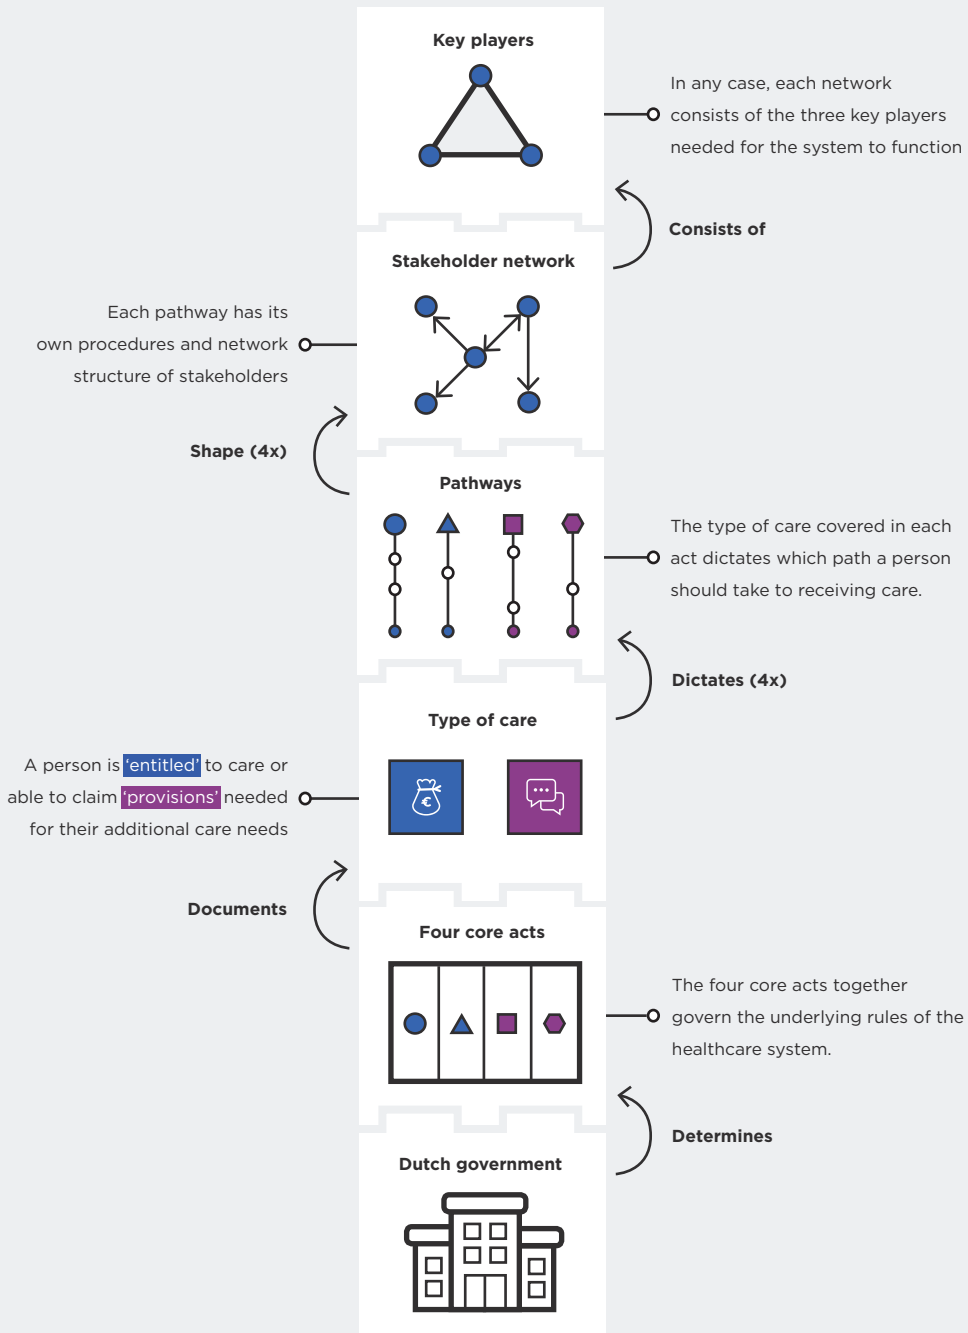 Key players
In any case, each network
consists of the three key players
needed for the system to function
Consists of
Stakeholder network
Each pathway has its
own procedures and network
structure of stakeholders
Shape (4x)
Pathways
The type of care covered in each
act dictates which path a person
should take to receiving care.
Dictates (4x)
Type of care
€
A person is ‘entitled’ to care or
able to claim ‘provisions’ needed
for their additional care needs
Documents
Four core acts
The four core acts together
govern the underlying rules of the
healthcare system.
Determines
Dutch government